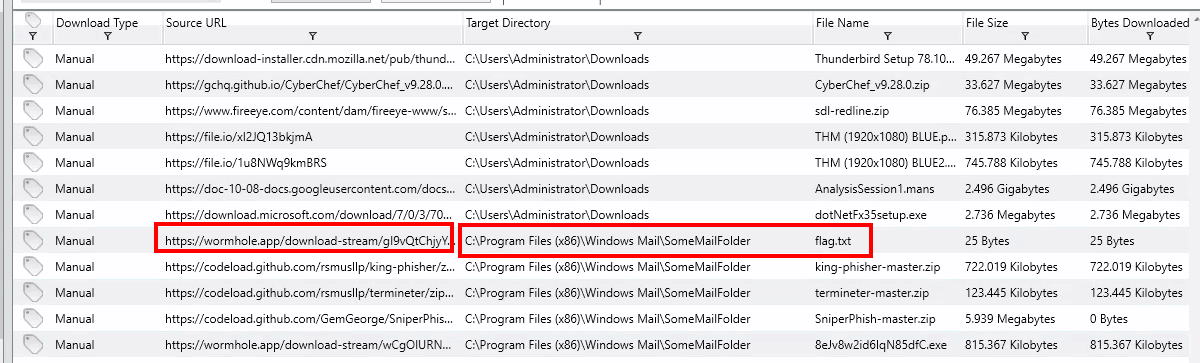 Download Type Source URL Target Directory File Name File Size Bytes Downloaded
Manual https://download-installer.cdn.mozilla.net/pub/thund... C:\Users\Administrator\Downloads Thunderbird Setup 78.10... 49.267 Megabytes 49.267 Megabytes
Manual https://gchq.github.io/CyberChef/CyberChef_v9.28.0.... C:\Users\Administrator\Downloads CyberChef_v9.28.0.zip 33.627 Megabytes 33.627 Megabytes
Manual https://www.fireeye.com/content/dam/fireeye-www/s... C:\Users\Administrator\Downloads sdl-redline.zip 76.385 Megabytes 76.385 Megabytes
Manual https://file.io/xI2JQ13bkjmA C:\Users\Administrator\Downloads THM (1920x1080) BLUE.p... 315.873 Kilobytes 315.873 Kilobytes
Manual https://file.io/1u8NWq9kmBRS C:\Users\Administrator\Downloads THM (1920x1080) BLUE2.... 745.788 Kilobytes 745.788 Kilobytes
Manual https://doc-10-08-docs.googleusercontent.com/docs... C:\Users\Administrator\Downloads AnalysisSession1.mans 2.496 Gigabytes 2.496 Gigabytes
Manual https://download.microsoft.com/download/7/0/3/70... C:\Users\Administrator\Downloads dotNetFx35setup.exe 2.736 Megabytes 2.736 Megabytes
Manual https://wormhole.app/download-stream/gI9vQtChjyY... C:\Program Files (x86)\Windows Mail\SomeMailFolder flag.txt 25 Bytes 25 Bytes
Manual https://codeload.github.com/rsmusllp/king-phisher/z... C:\Program Files (x86)\Windows Mail\SomeMailFolder king-phisher-master.zip 722.019 Kilobytes 722.019 Kilobytes
Manual https://codeload.github.com/rsmusllp/termineter/zip... C:\Program Files (x86)\Windows Mail\SomeMailFolder termineter-master.zip 123.445 Kilobytes 123.445 Kilobytes
Manual https://codeload.github.com/GemGeorge/SniperPhis... C:\Program Files (x86)\Windows Mail\SomeMailFolder SniperPhish-master.zip 5.939 Megabytes 0 Bytes
Manual https://wormhole.app/download-stream/wCgOIURN... C:\Program Files (x86)\Windows Mail\SomeMailFolder 8eJv8w2id6IqN85dfC.exe 815.367 Kilobytes 815.367 Kilobytes